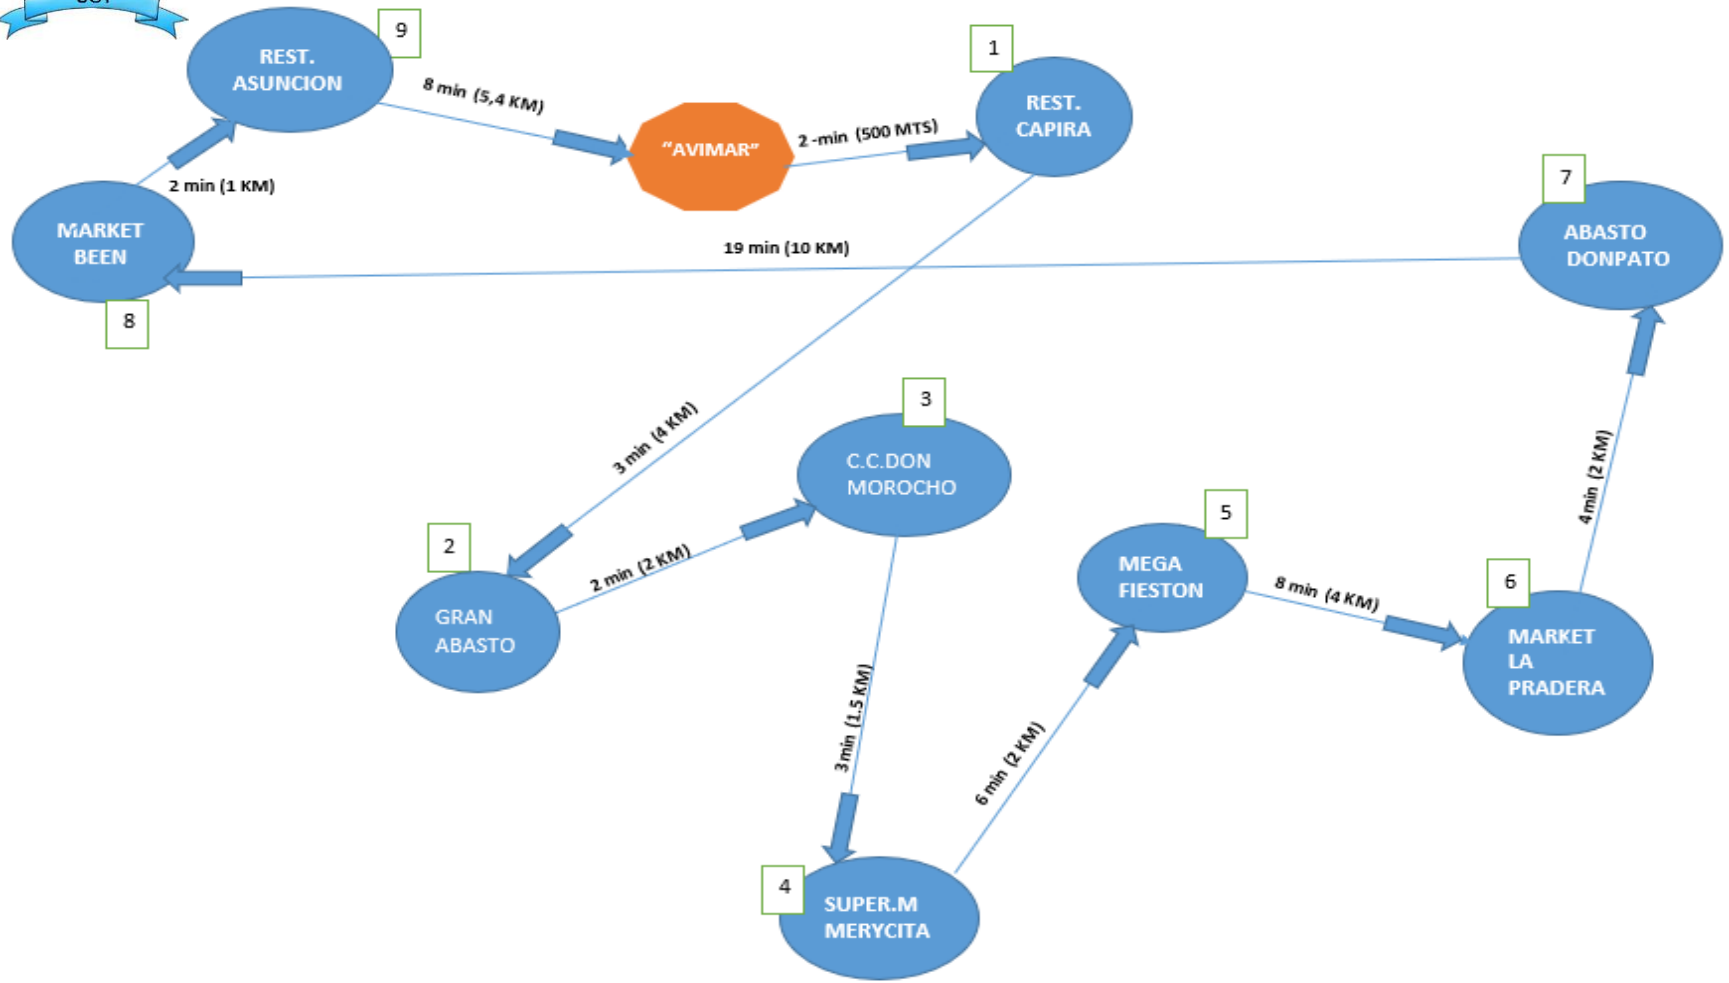 9
REST.
ASUNCION
8 min (5,4 KM)
"AVIMAR"
2 -min (500 MTS)
1
REST.
CAPIRA
2 min (1 KM)
MARKET
BEEN
8
19 min (10 KM)
7
ABASTO
DONPATO
3 min (4 KM)
3
C.C.DON
MOROCHO
4 min (2 KM)
2
GRAN
ABASTO
2 min (2 KM)
5
MEGA
FIESTON
8 min (4 KM)
6
MARKET
LA
PRADERA
3min (1.5 KM)
6 min (2 KM)
4
SUPER.M
MERYCITA